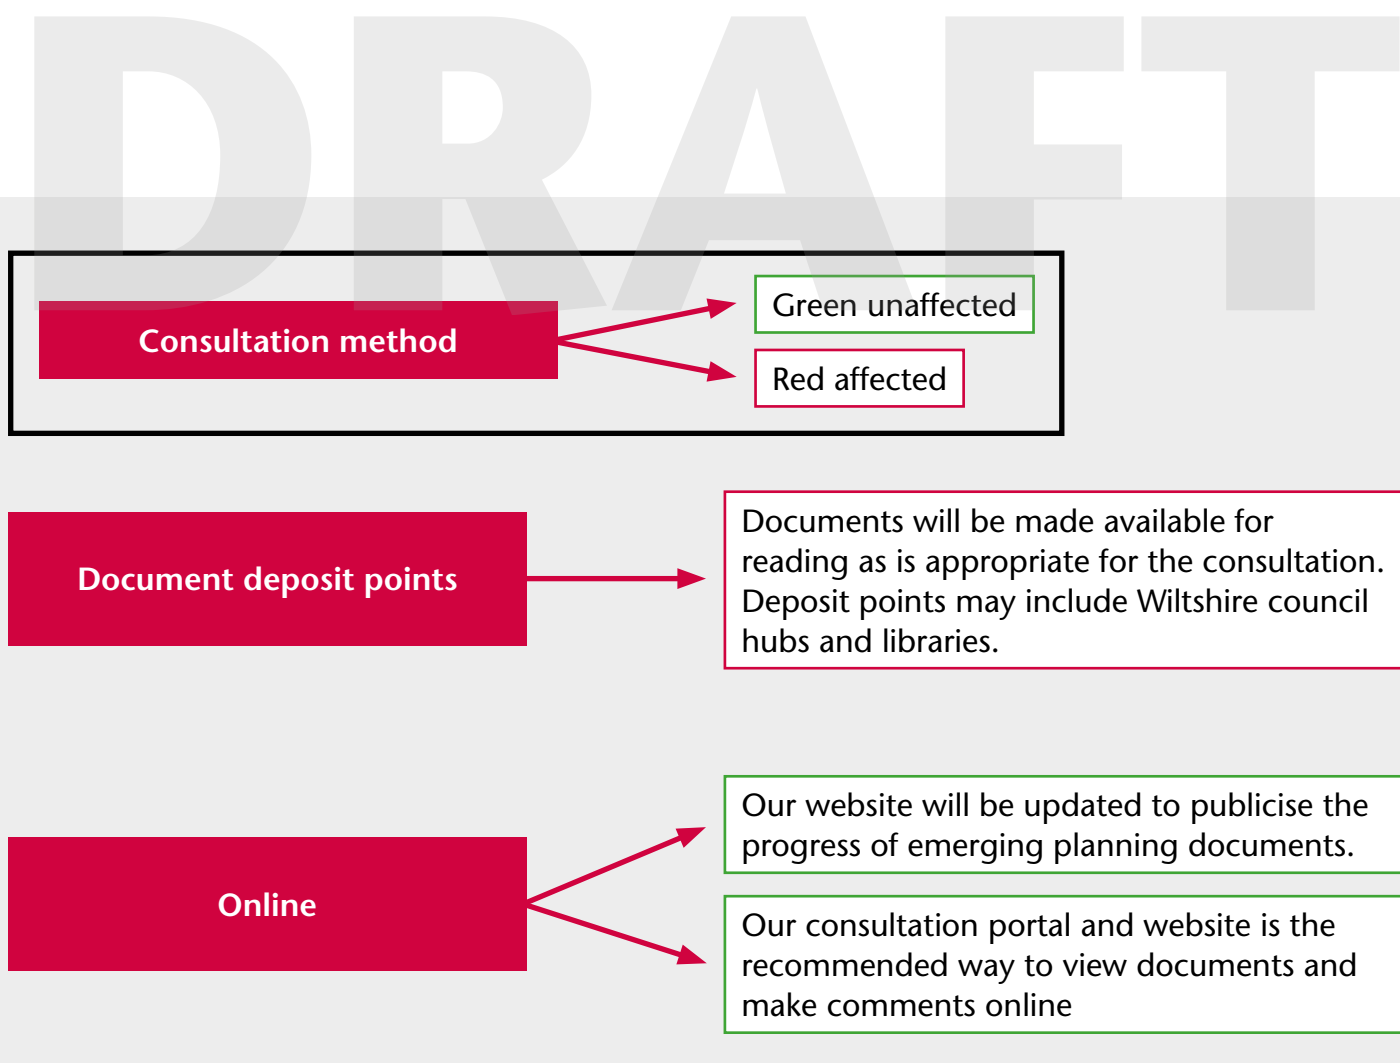 DRAFT
Consultation method
Green unaffected
Red affected
Document deposit points
Documents will be made available for
reading as is appropriate for the consultation.
Deposit points may include Wiltshire council
hubs and libraries.
Online
Our website will be updated to publicise the
progress of emerging planning documents.
Our consultation portal and website is the
recommended way to view documents and
make comments online